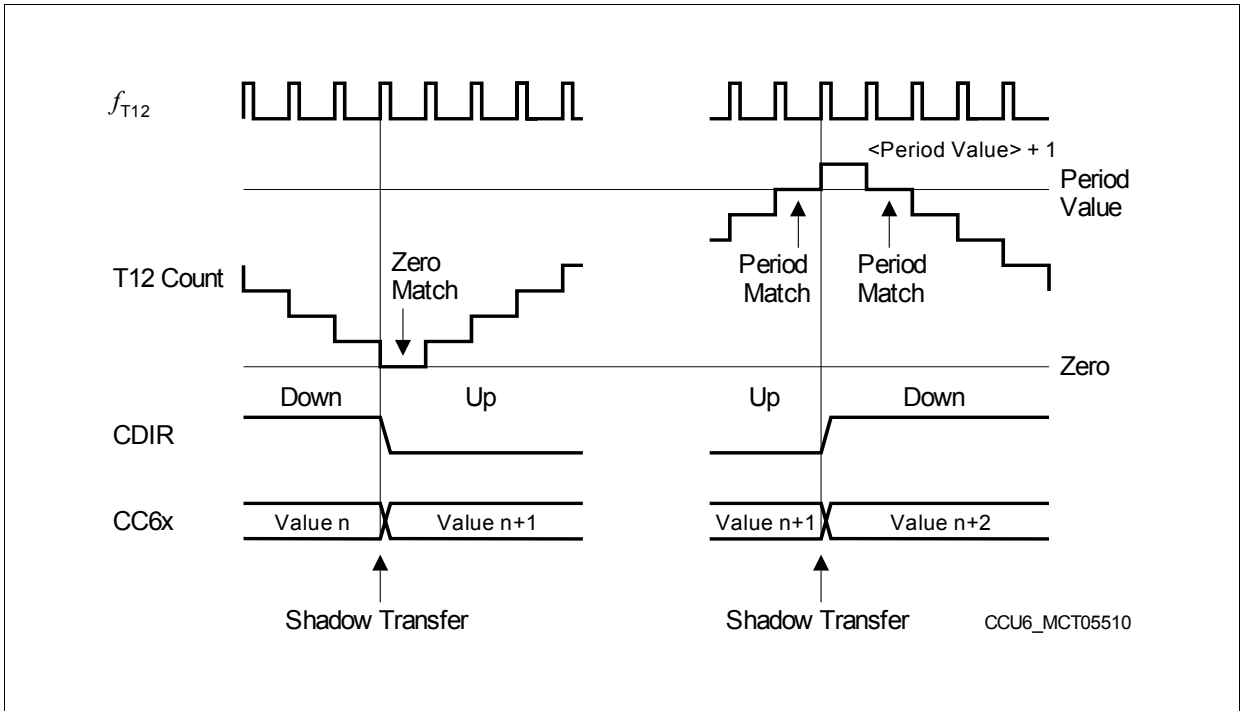 fT12
<Period Value> + 1
Period
Value
Period
Match
Period
Match
T12 Count
Zero
Match
Zero
Down
Up
Up
Down
CDIR
CC6x
Value n
Value n+1
Value n+1
Value n+2
Shadow Transfer
Shadow Transfer
CCU6_MCT05510